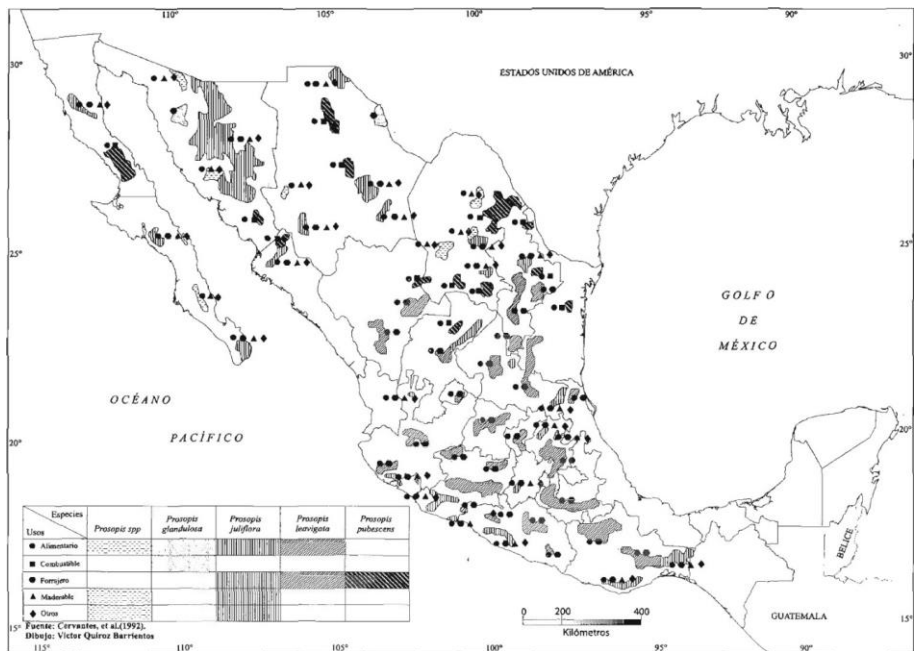 115° 110° 105° 100° 95° 90°
30° 30°
ESTADOS UNIDOS DE AMÉRICA
25° 25°
GOLFO
DE
MÉXICO
OCÉANO
PACÍFICO
20° 20°
Especies
Usos
Prosopis spp
Prosopis glandulosa
Prosopis juliflora
Prosopis leavigata
Prosopis pubescens
Alimentario
Combustible
Forrajero
Maderable
Otros
Fuente: Cervantes, et al.(1992).
Dibujo: Víctor Quiroz Barrientos
0 200 400
Kilómetros
BELICE
GUATEMALA
15° 15°
115° 110° 105° 100° 95° 90°